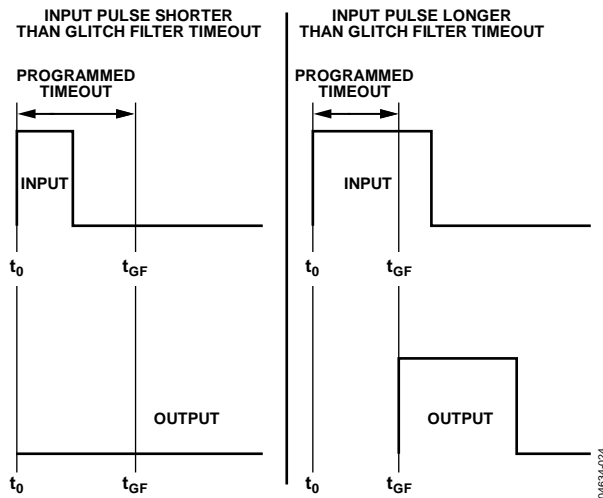 INPUT PULSE SHORTER
THAN GLITCH FILTER TIMEOUT
PROGRAMMED
TIMEOUT
INPUT
t0
tGF
OUTPUT
t0
tGF
INPUT PULSE LONGER
THAN GLITCH FILTER TIMEOUT
PROGRAMMED
TIMEOUT
INPUT
t0
tGF
OUTPUT
t0
tGF
04634-024